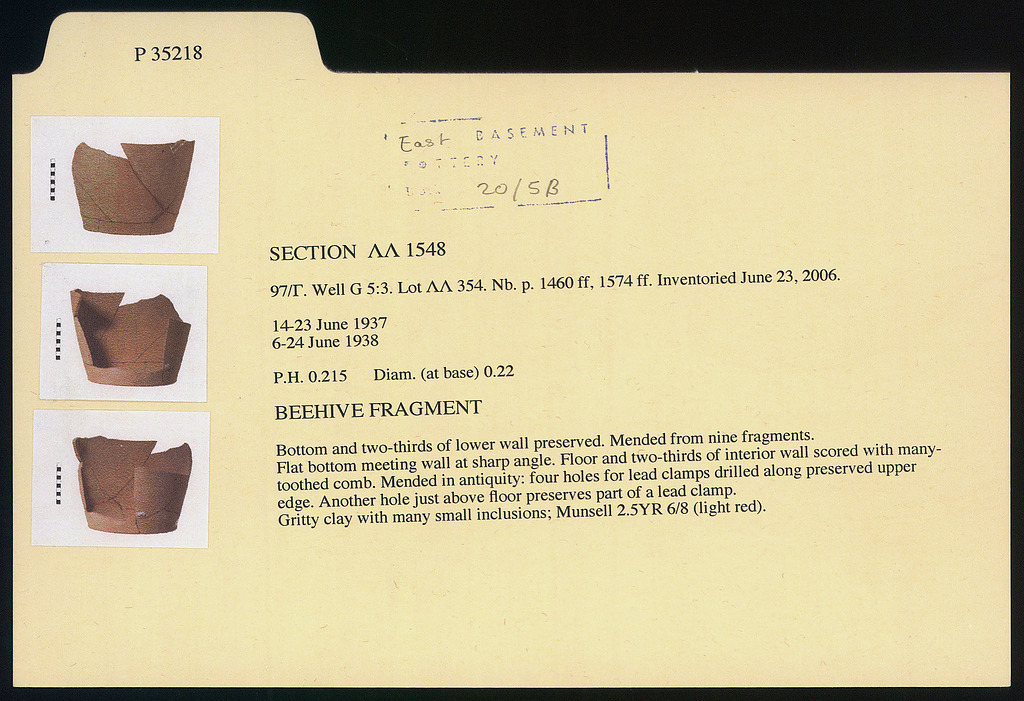 P 35218
East BASEMENT
POTTERY
20/5B
SECTION ΛΛ 1548
97/Γ. Well G 5:3. Lot ΛΛ 354. Nb. p. 1460 ff, 1574 ff. Inventoried June 23, 2006.
14-23 June 1937
6-24 June 1938
P.H. 0.215 Diam. (at base) 0.22
BEEHIVE FRAGMENT
Bottom and two-thirds of lower wall preserved. Mended from nine fragments.
Flat bottom meeting wall at sharp angle. Floor and two-thirds of interior wall scored with many-
toothed comb. Mended in antiquity: four holes for lead clamps drilled along preserved upper
edge. Another hole just above floor preserves part of a lead clamp.
Gritty clay with many small inclusions; Munsell 2.5YR 6/8 (light red).